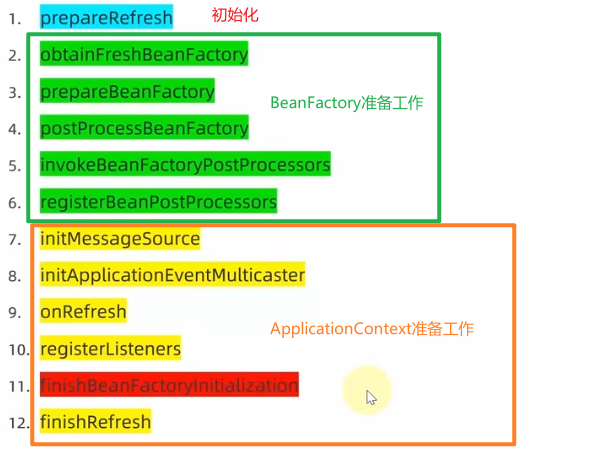 1. prepareRefresh 初始化
2. obtainFreshBeanFactory
3. prepareBeanFactory BeanFactory准备工作
4. postProcessBeanFactory
5. invokeBeanFactoryPostProcessors
6. registerBeanPostProcessors
7. initMessageSource
8. initApplicationEventMulticaster
9. onRefresh
ApplicationContext准备工作
10. registerListeners
11. finishBeanFactoryInitialization
12. finishRefresh